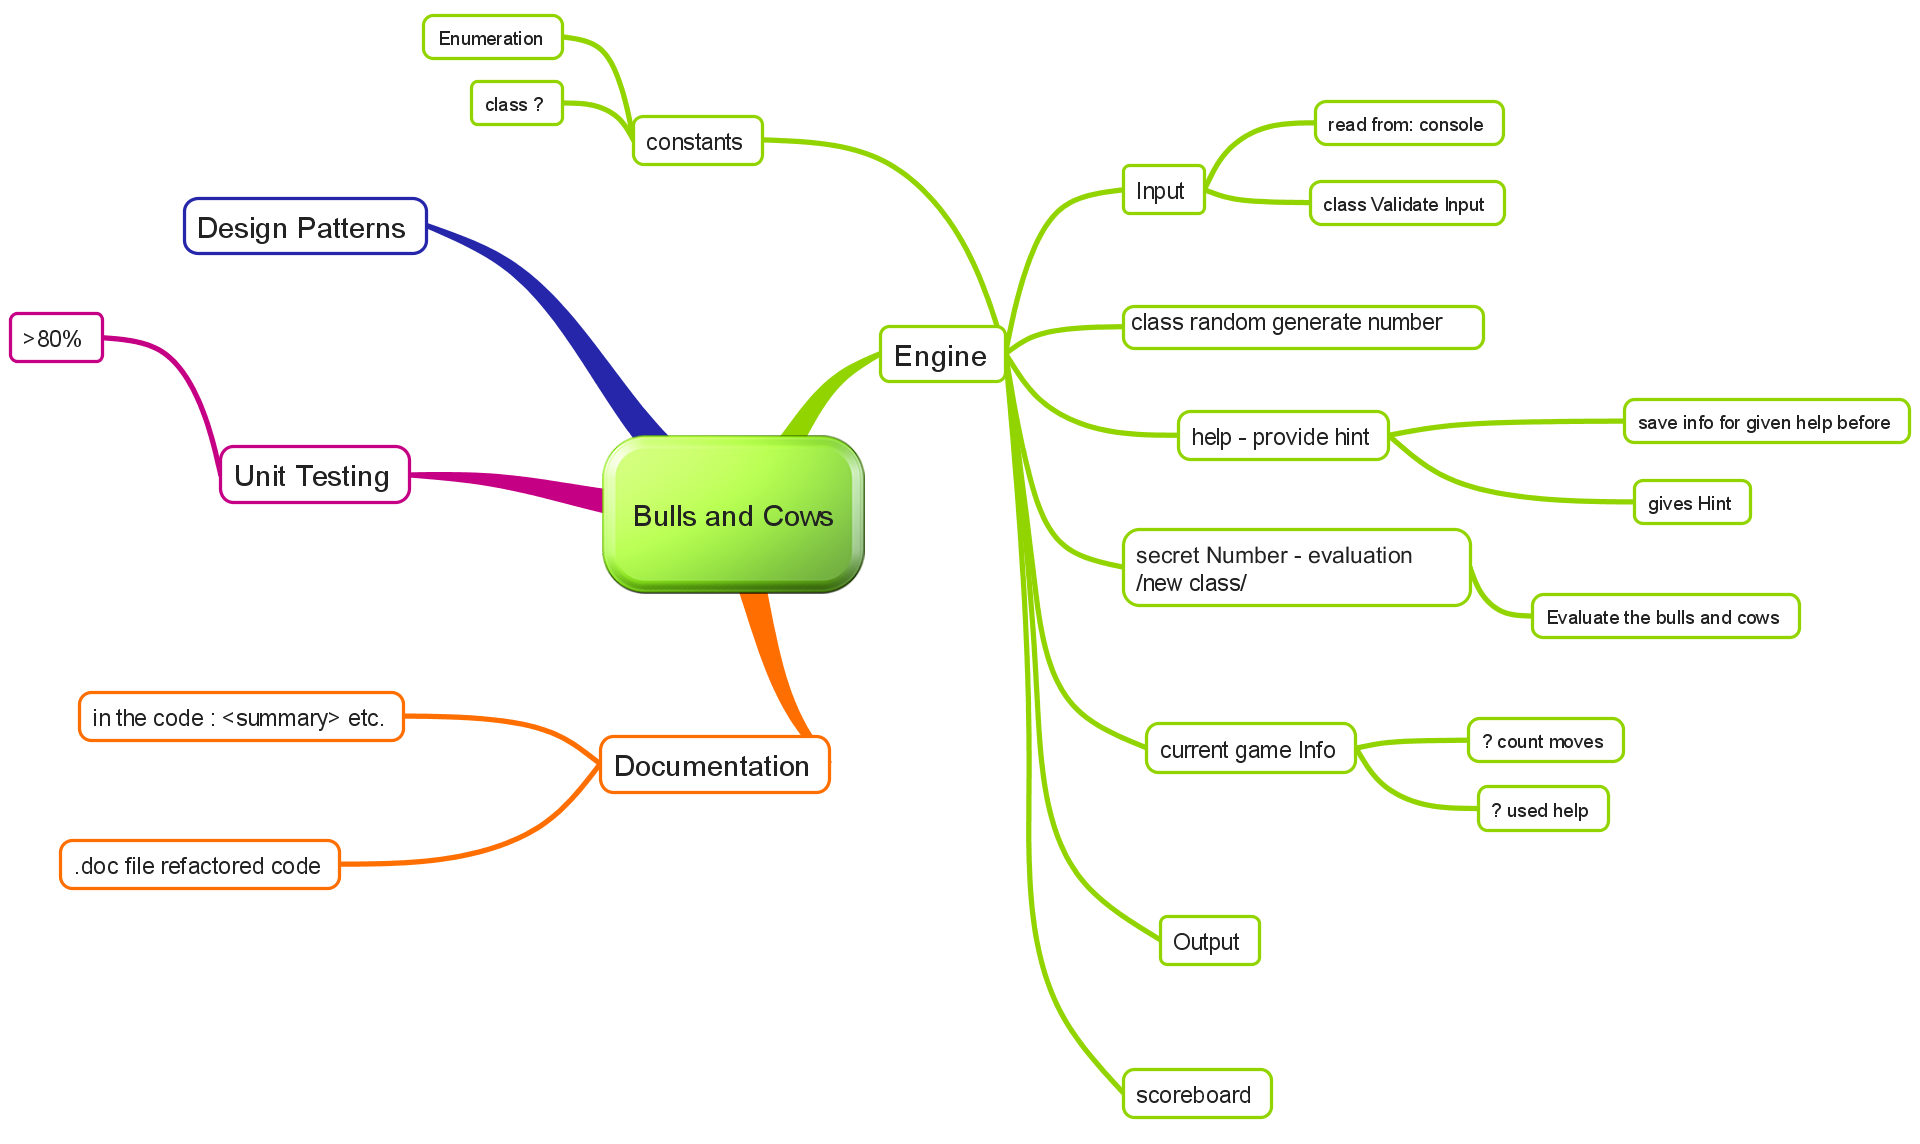 Enumeration
class ?
constants
Design Patterns
>80%
Unit Testing
Bulls and Cows
in the code : <summary> etc.
Documentation
.doc file refactored code
Engine
Input
read from: console
class Validate Input
class random generate number
help - provide hint
save info for given help before
gives Hint
secret Number - evaluation
/new class/
Evaluate the bulls and cows
current game Info
? count moves
? used help
Output
scoreboard